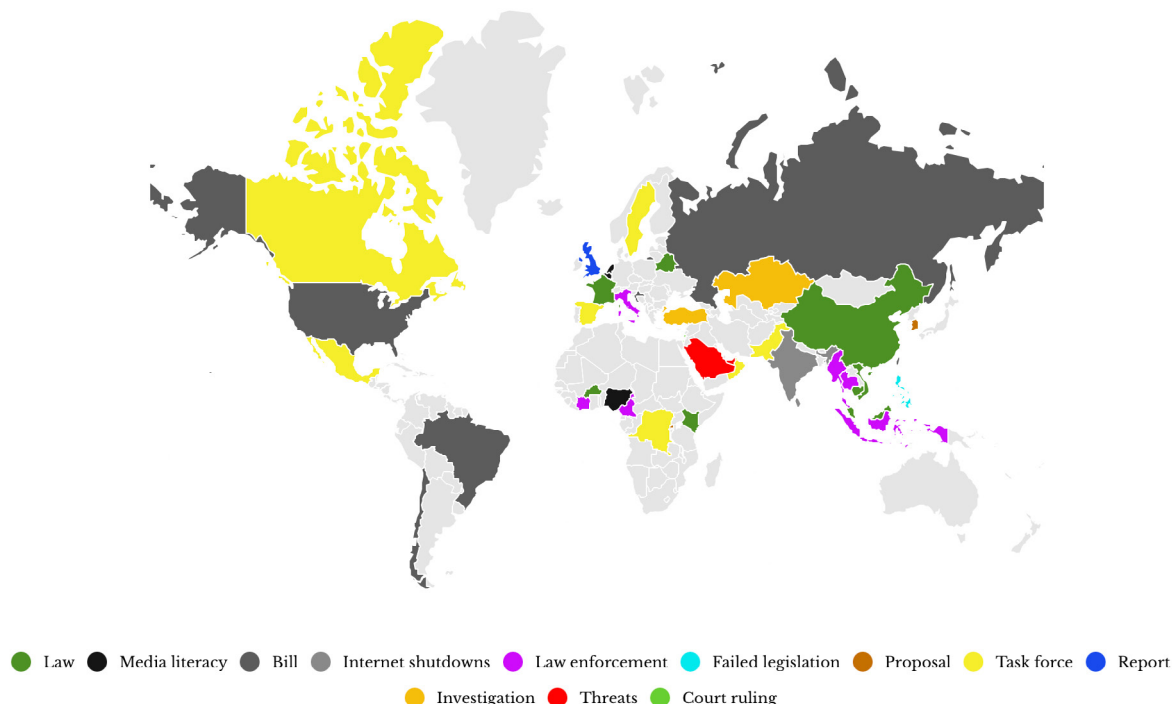 Law Media literacy Bill Internet shutdowns Law enforcement Failed legislation Proposal Task force Report
Investigation Threats Court ruling